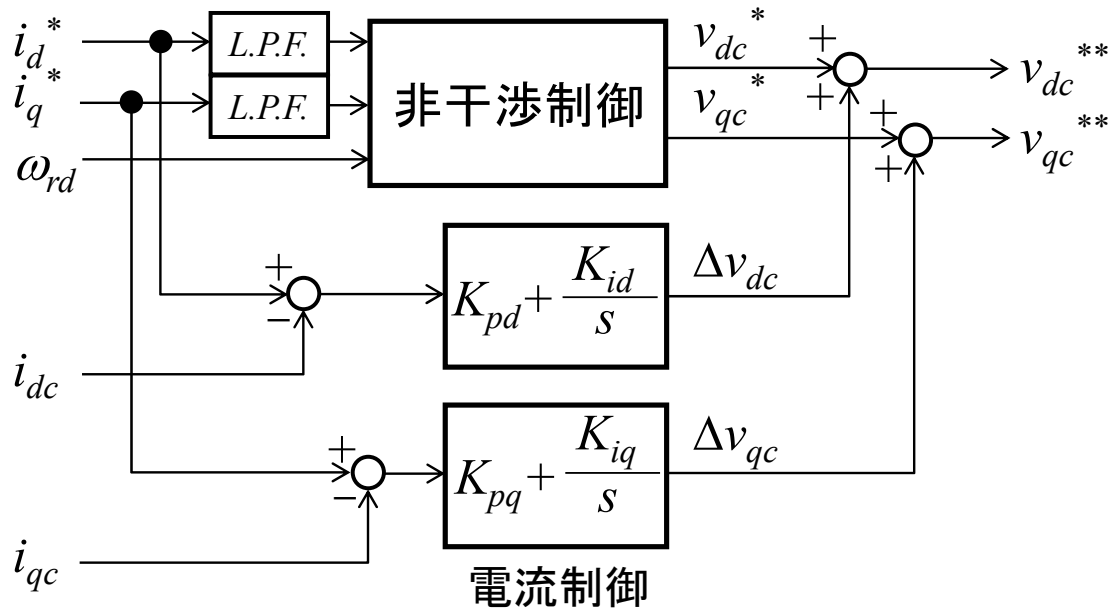 i_d^* L.P.F. v_dc^* + v_dc^**
i_q^* L.P.F. 非干渉制御 + v_qc^* + v_qc^**
ω_rd +
+ K_pd + K_id/s Δv_dc
−
i_dc
+ K_pq + K_iq/s Δv_qc
−
i_qc
電流制御